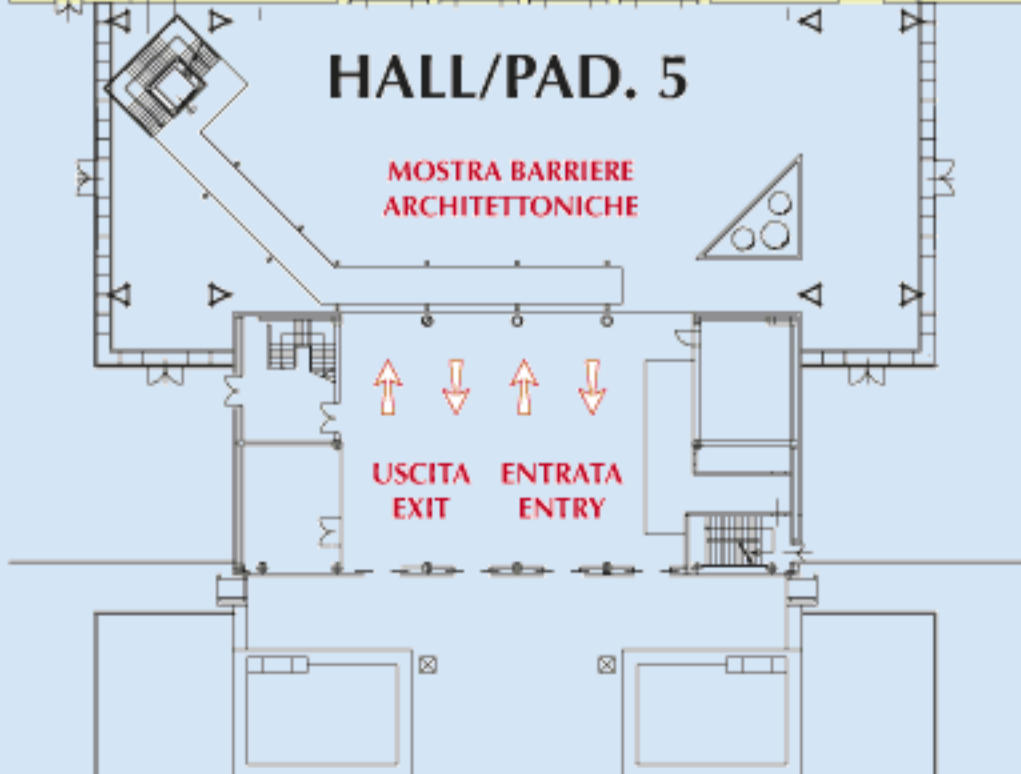 HALL/PAD. 5
MOSTRA BARRIERE
ARCHITETTONICHE
USCITA ENTRATA
EXIT ENTRY